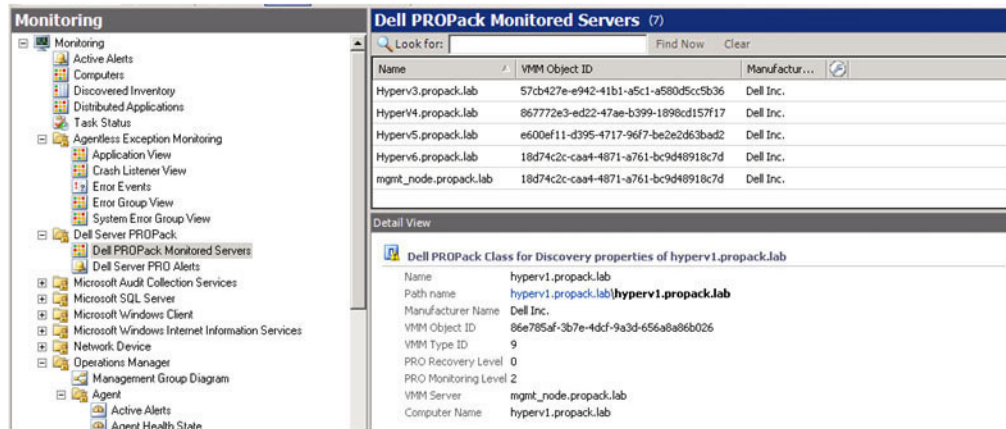 Monitoring
Monitoring
Active Alerts
Computers
Discovered Inventory
Distributed Applications
Task Status
Agentless Exception Monitoring
Application View
Crash Listener View
Error Events
Error Group View
System Error Group View
Dell Server PROPack
Dell PROPack Monitored Servers
Dell Server PRO Alerts
Microsoft Audit Collection Services
Microsoft SQL Server
Microsoft Windows Client
Microsoft Windows Internet Information Services
Network Device
Operations Manager
Management Group Diagram
Agent
Active Alerts
Agent Health State
Dell PROPack Monitored Servers (7)
Look for: Find Now Clear
Name VMM Object ID Manufactur...
Hyperv3.propack.lab 57cb427e-e942-41b1-a5c1-a580d5cc5b36 Dell Inc.
HyperV4.propack.lab 867772e3-ed22-47ae-b399-1898cd157f17 Dell Inc.
Hyperv5.propack.lab e600ef11-d395-4717-96f7-be2e2d63bad2 Dell Inc.
Hyperv6.propack.lab 18d74c2c-caa4-4871-a761-bc9d48918c7d Dell Inc.
mgmt_node.propack.lab 18d74c2c-caa4-4871-a761-bc9d48918c7d Dell Inc.
Detail View
Dell PROPack Class for Discovery properties of hyperv1.propack.lab
Name hyperv1.propack.lab
Path name hyperv1.propack.lab\hyperv1.propack.lab
Manufacturer Name Dell Inc.
VMM Object ID 86e785af-3b7e-4dcf-9a3d-656a8a86b026
VMM Type ID 9
PRO Recovery Level 0
PRO Monitoring Level 2
VMM Server mgmt_node.propack.lab
Computer Name hyperv1.propack.lab